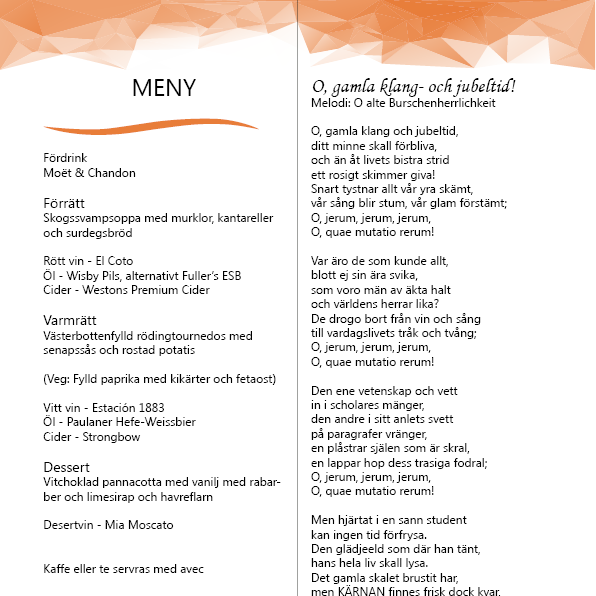 MENY
Fördrink
Moët & Chandon
Förrätt
Skogssvampsoppa med murklor, kantareller
och surdegsbröd
Rött vin - El Coto
Öl - Wisby Pils, alternativt Fuller's ESB
Cider - Westons Premium Cider
Varmrätt
Västerbottenfylld rödingtournedos med
senapssås och rostad potatis
(Veg: Fylld paprika med kikärter och fetaost)
Vitt vin - Estación 1883
Öl - Paulaner Hefe-Weissbier
Cider - Strongbow
Dessert
Vitchoklad pannacotta med vanilj med rabar-
ber och limesirap och havreflarn
Desertvin - Mia Moscato
Kaffe eller te servras med avec
O, gamla klang- och jubeltid!
Melodi: O alte Burschenherrlichkeit
O, gamla klang och jubeltid,
ditt minne skall förbliva,
och än åt livets bistra strid
ett rosigt skimmer giva!
Snart tystnar allt vår yra skämt,
vår sång blir stum, vår glam förstämt;
O, jerum, jerum, jerum,
O, quae mutatio rerum!
Var äro de som kunde allt,
blott ej sin ära svika,
som voro män av äkta halt
och världens herrar lika?
De drogo bort från vin och sång
till vardagslivets tråk och tvång;
O, jerum, jerum, jerum,
O, quae mutatio rerum!
Den ene vetenskap och vett
in i scholares mänger,
den andre i sitt anlets svett
på paragrafer vränger,
en plåstrar själen som är skral,
en lappar hop dess trasiga fodral;
O, jerum, jerum, jerum,
O, quae mutatio rerum!
Men hjärtat i en sann student
kan ingen tid förfrysa.
Den glädjeeld som där han tänt,
hans hela liv skall lysa.
Det gamla skalet brustit har,
men KÄRNAN finnes frisk dock kvar,